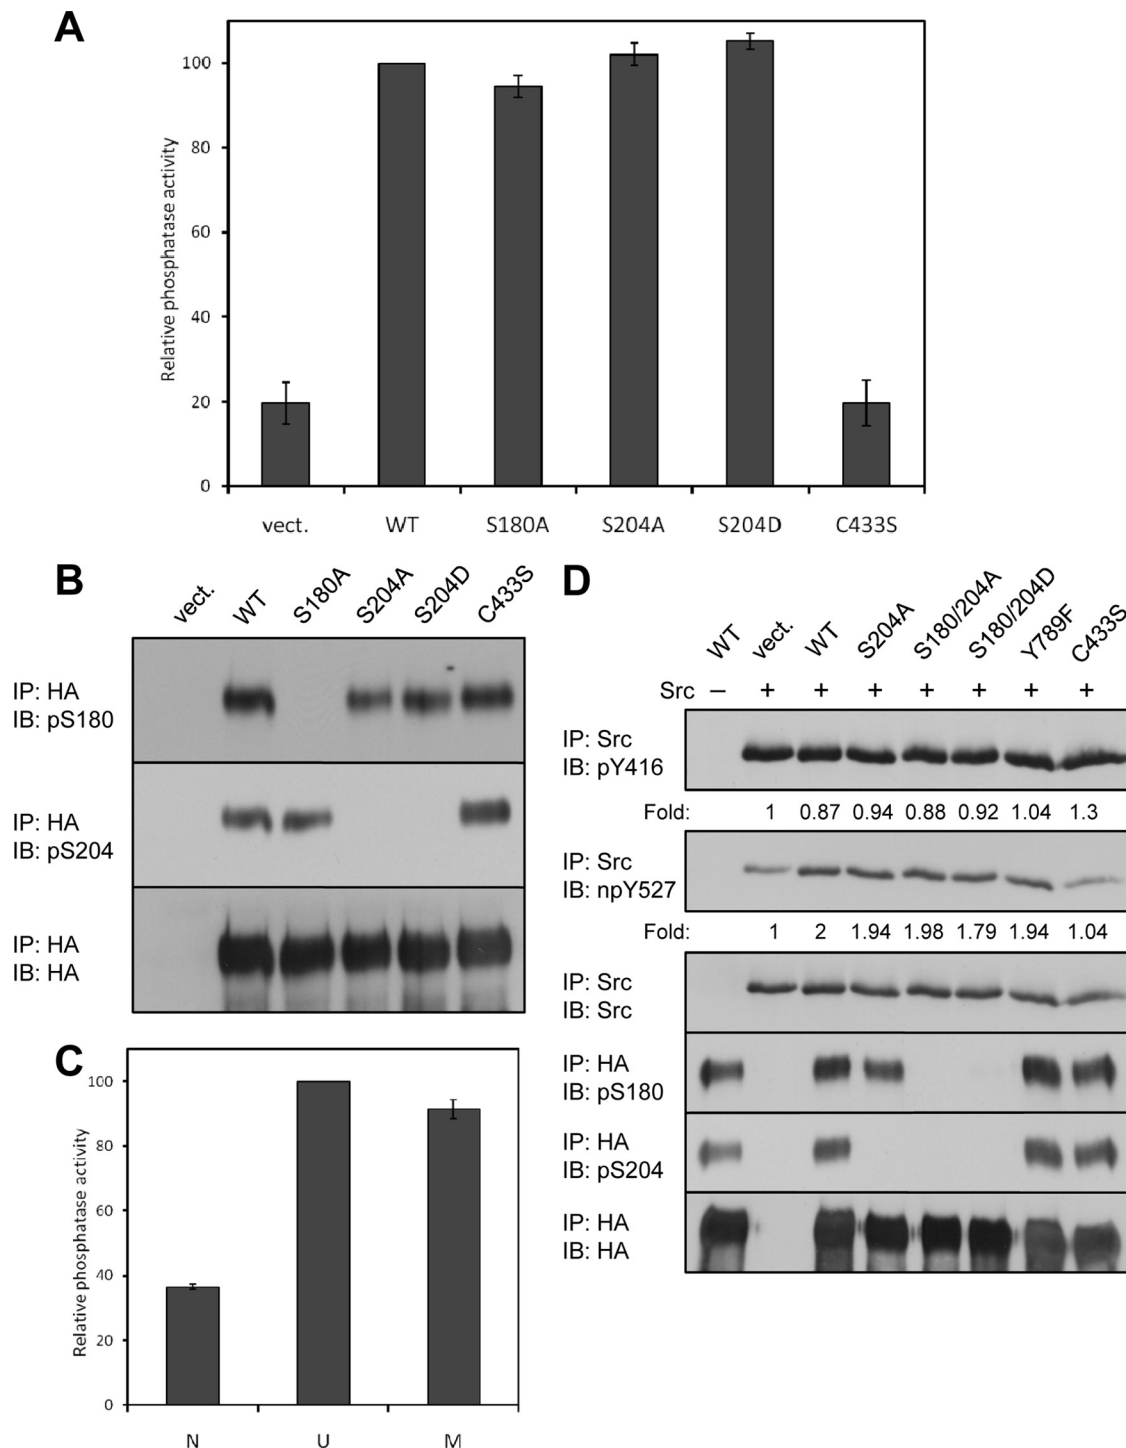 A
Relative phosphatase activity
100
80
60
40
20
0
vect. WT S180A S204A S204D C433S
B
vect. WT S180A S204A S204D C433S
IP: HA
IB: pS180
IP: HA
IB: pS204
IP: HA
IB: HA
C
Relative phosphatase activity
100
80
60
40
20
0
N U M
D
WT vect. WT S204A S180/204A S180/204D Y789F C433S
Src – + + + + + + +
IP: Src
IB: pY416
Fold: 1 0.87 0.94 0.88 0.92 1.04 1.3
IP: Src
IB: npY527
Fold: 1 2 1.94 1.98 1.79 1.94 1.04
IP: Src
IB: Src
IP: HA
IB: pS180
IP: HA
IB: pS204
IP: HA
IB: HA